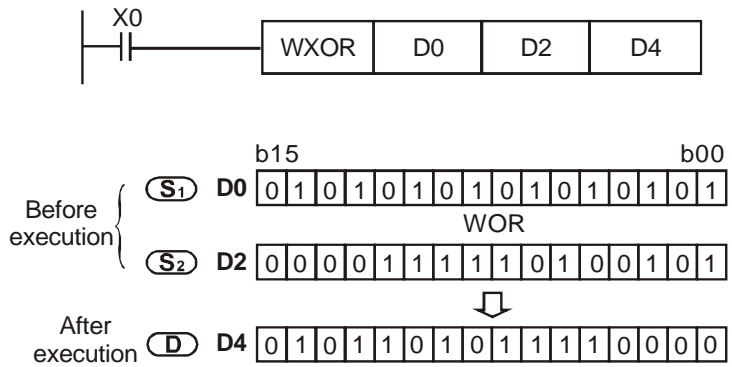 X0
WXOR D0 D2 D4
b15 b00
Before execution
S1 D0 0 1 0 1 0 1 0 1 0 1 0 1 0 1 0 1
WOR
S2 D2 0 0 0 0 1 1 1 1 1 0 1 0 0 1 0 1
After execution
D D4 0 1 0 1 1 0 1 0 1 1 1 1 0 0 0 0